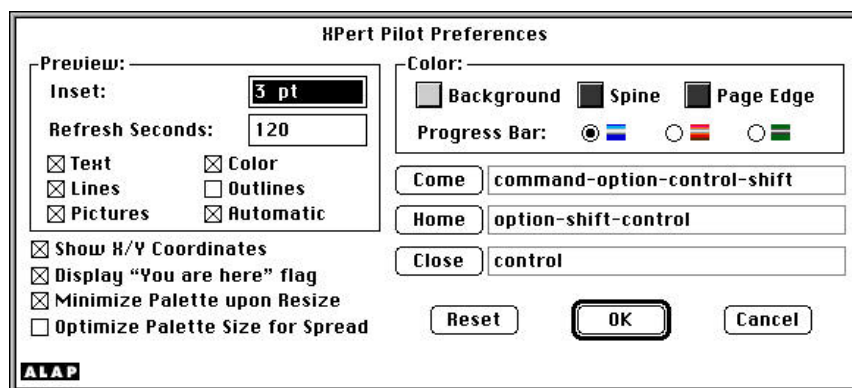 XPert Pilot Preferences
Preview:
Inset: 3 pt
Refresh Seconds: 120
Text Color
Lines Outlines
Pictures Automatic
Show X/Y Coordinates
Display “You are here” flag
Minimize Palette upon Resize
Optimize Palette Size for Spread
ALAP
Color:
Background Spine Page Edge
Progress Bar:
Come command-option-control-shift
Home option-shift-control
Close control
Reset OK Cancel